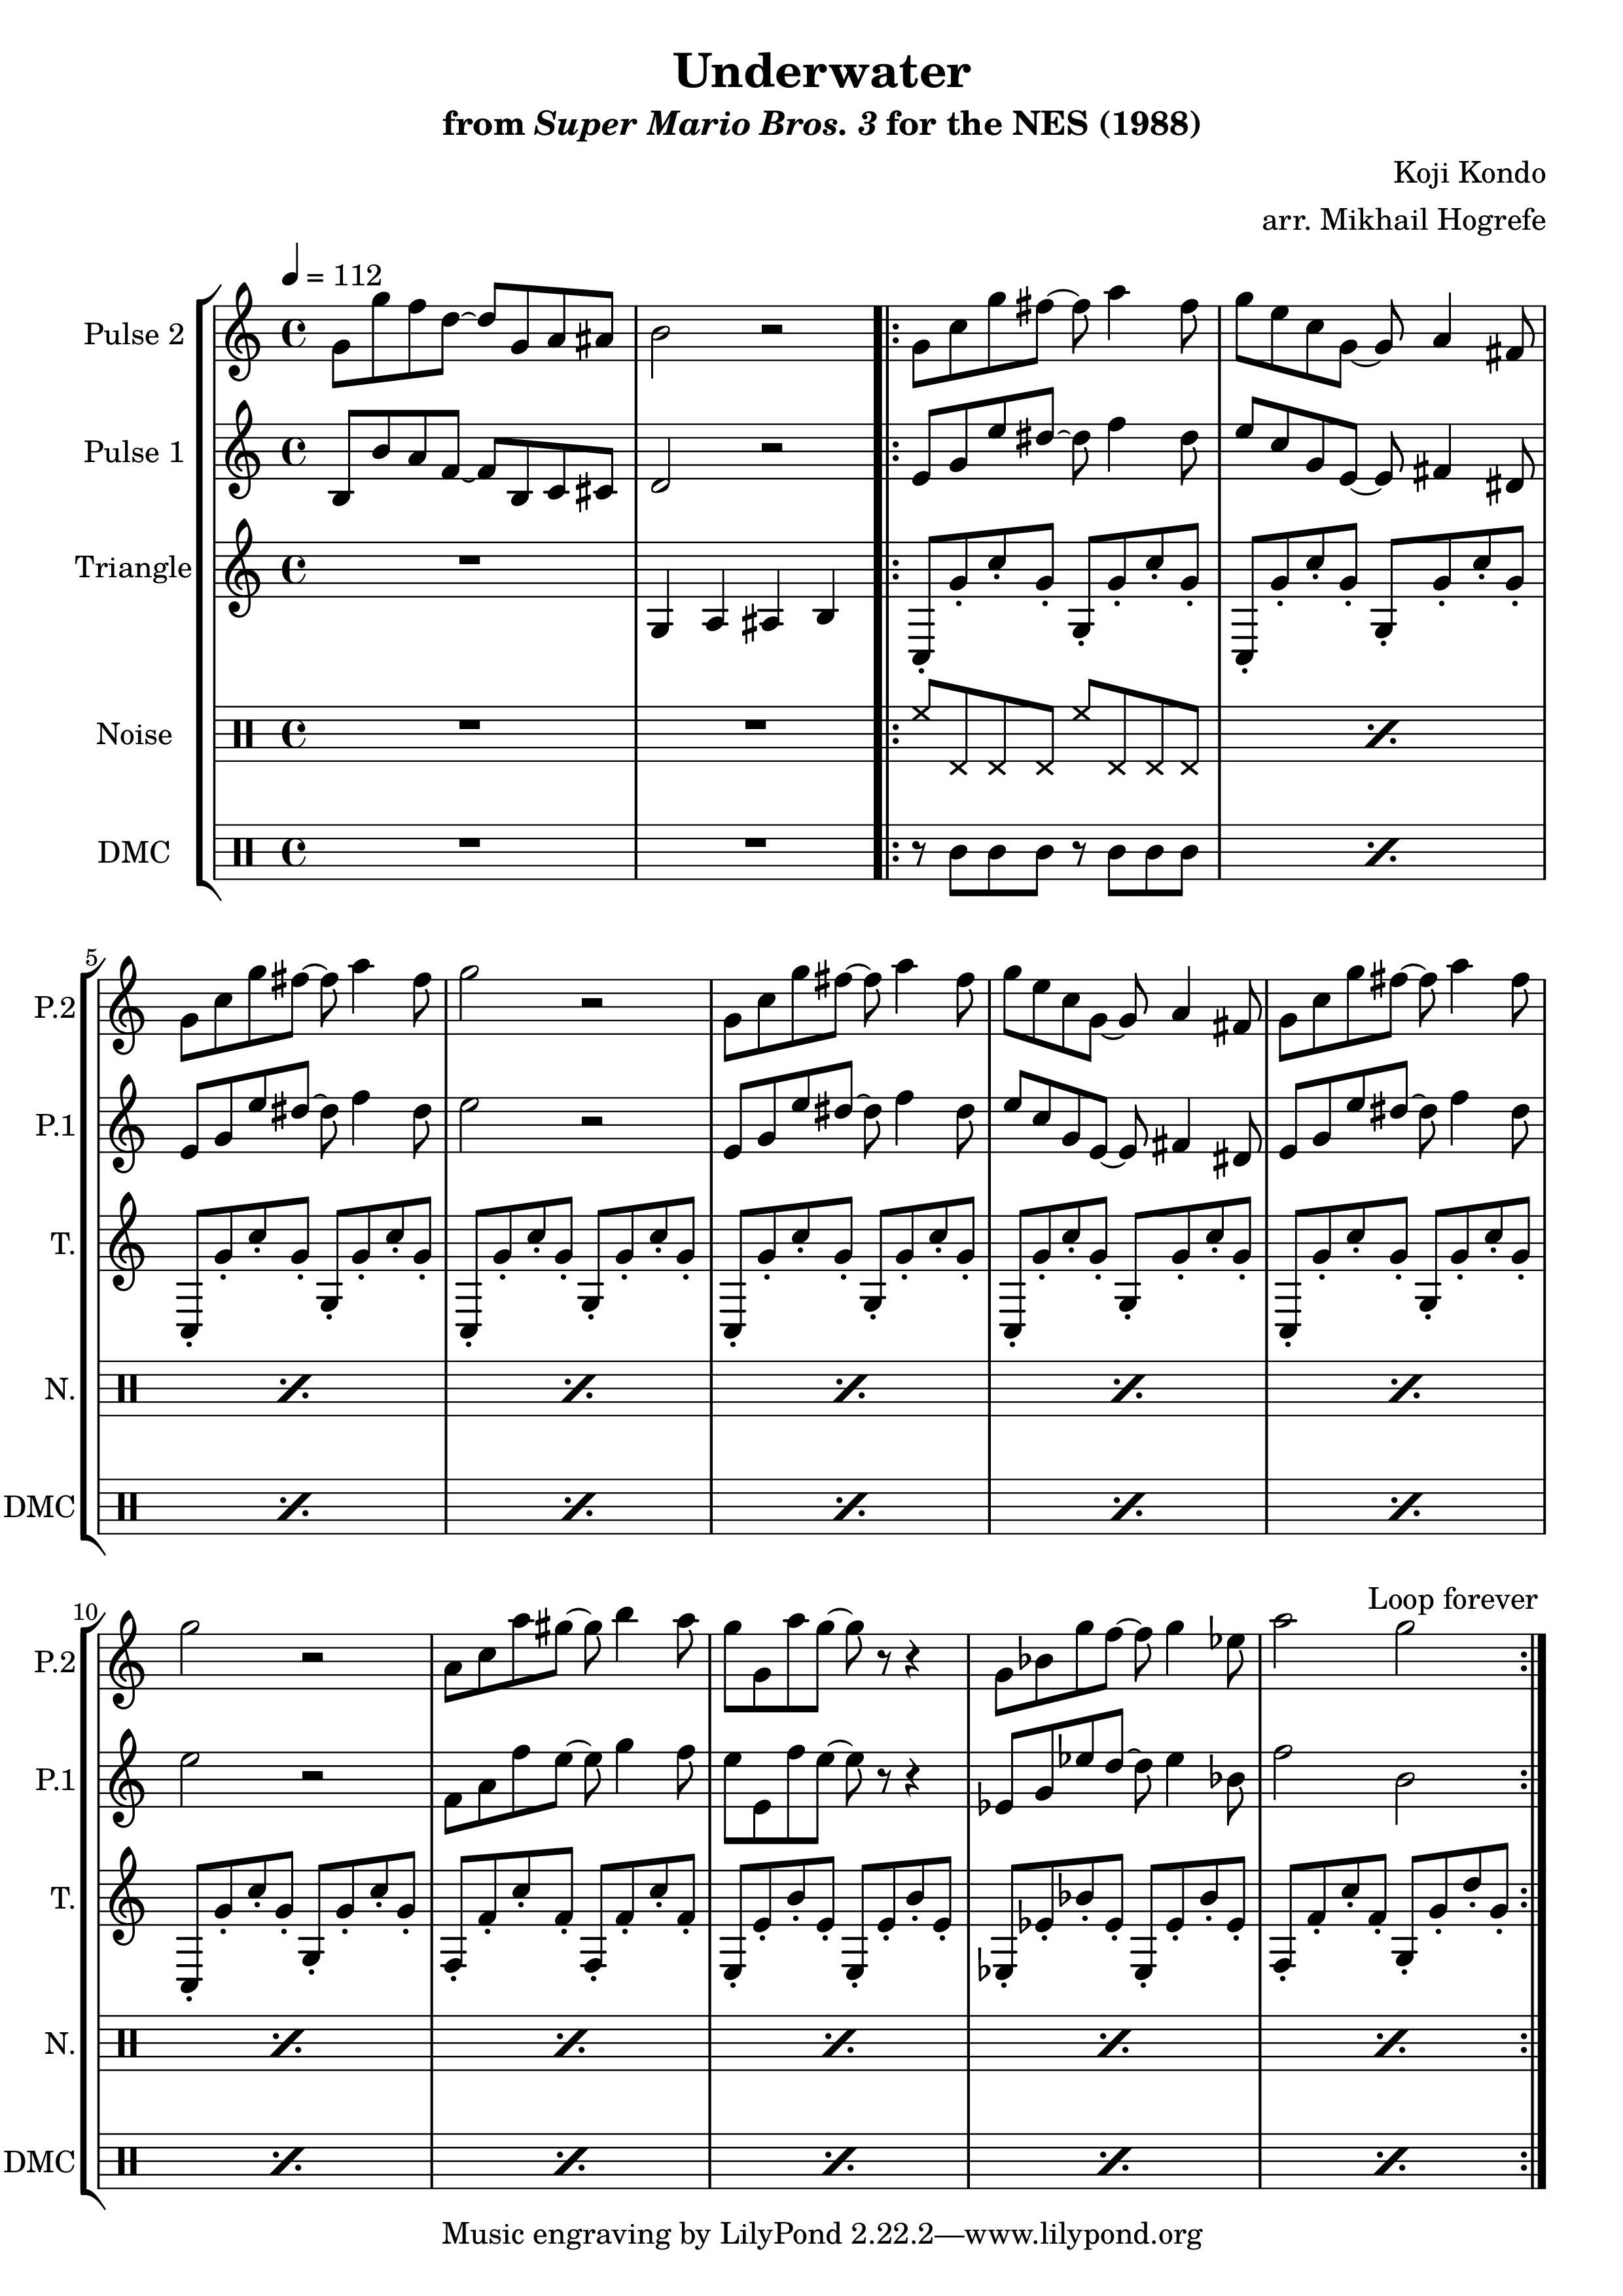 Underwater
from Super Mario Bros. 3 for the NES (1988)
Koji Kondo
arr. Mikhail Hogrefe
= 112
Pulse 2
Pulse 1
Triangle
Noise
DMC
5
P.2
P.1
T.
N.
DMC
Loop forever
10
P.2
P.1
T.
N.
DMC
Music engraving by LilyPond 2.22.2—www.lilypond.org